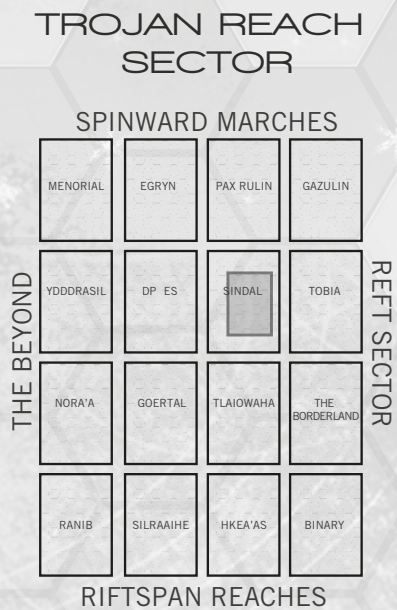 TROJAN REACH
SECTOR
SPINWARD MARCHES
MENORIAL EGRYN PAX RULIN GAZULIN
THE BEYOND
YDDDRASIL DP ES SINDAL TOBIA
REFT SECTOR
NORA'A GOERTAL TLAIOWAHA THE
BORDERLAND
RANIB SILRAAIHE HKEA'AS BINARY
RIFTSPAN REACHES